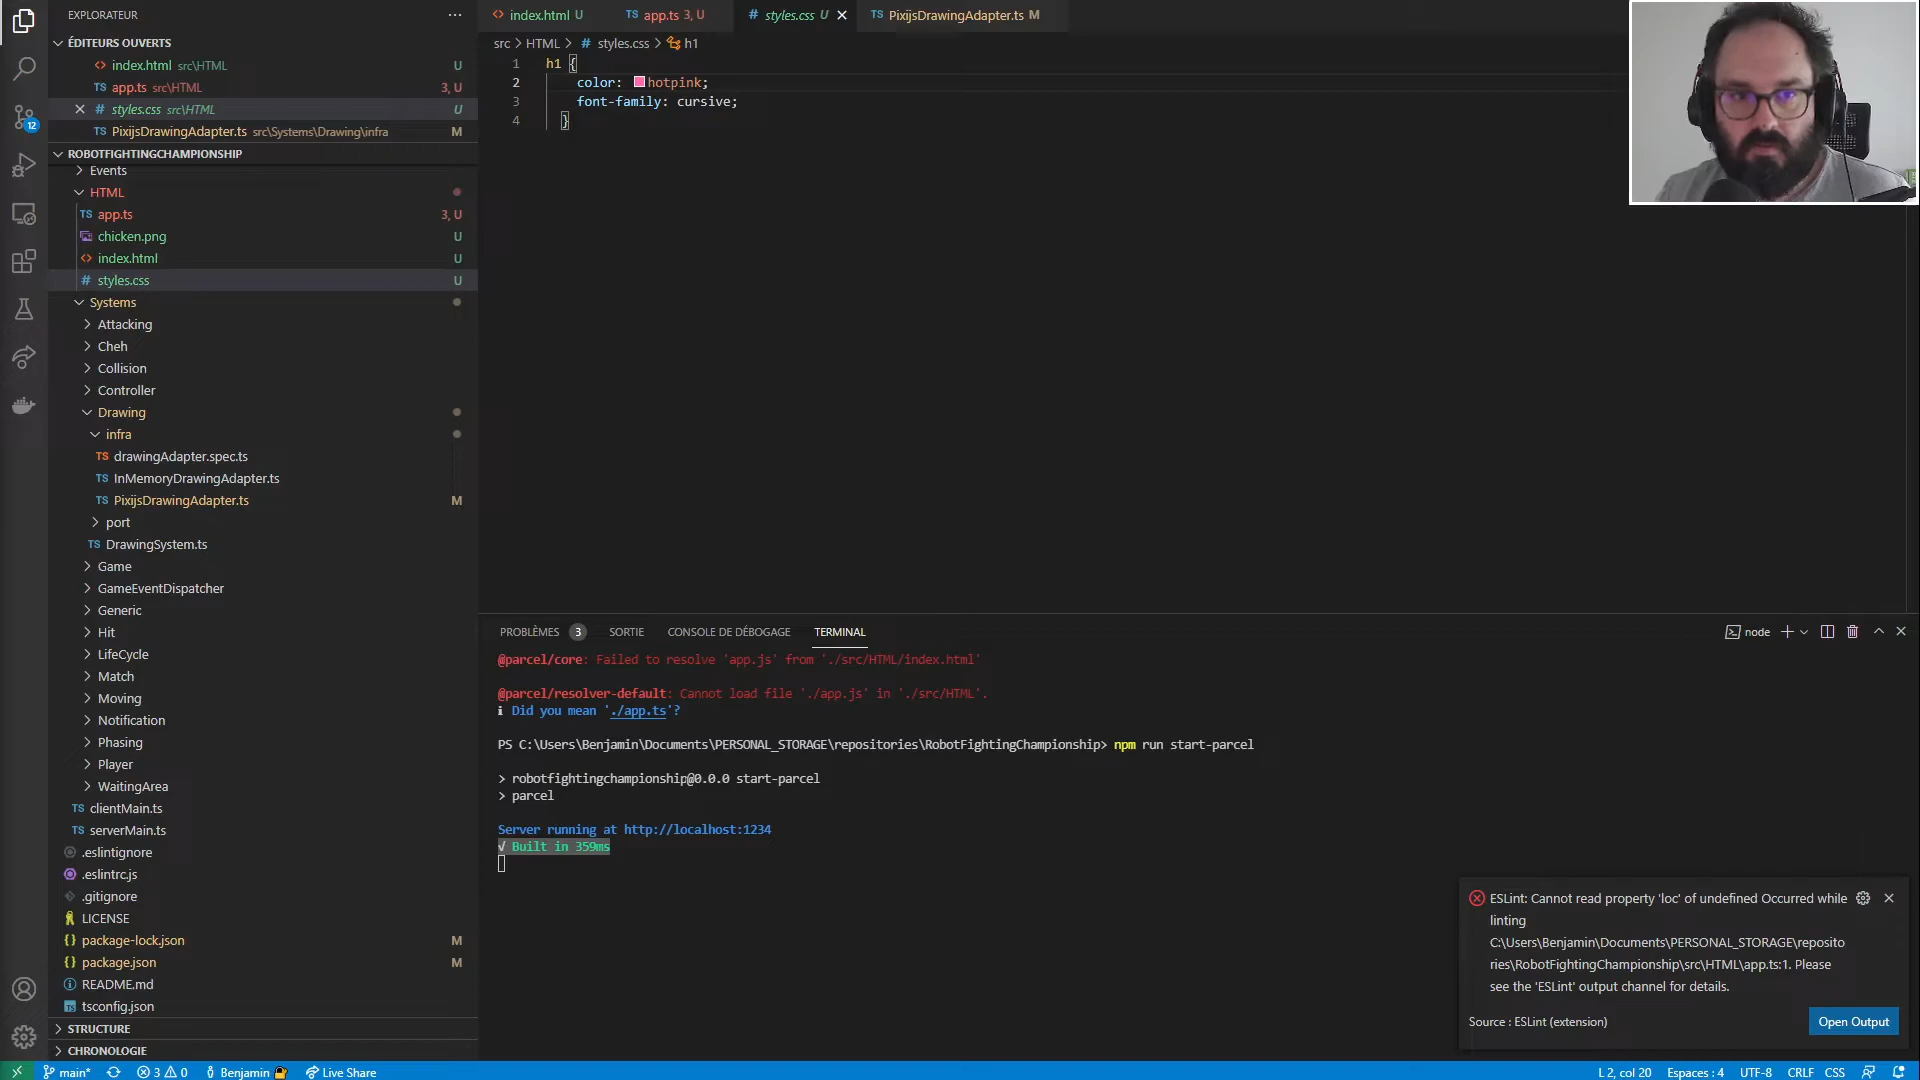 EXPLORATEUR
ÉDITEURS OUVERTS
index.html src\HTML U
app.ts src\HTML 3, U
styles.css src\HTML U
PixijsDrawingAdapter.ts src\Systems\Drawing\infra M
ROBOTFIGHTINGCHAMPIONSHIP
Events
HTML
app.ts 3, U
chicken.png U
index.html U
styles.css U
Systems
Attacking
Cheh
Collision
Controller
Drawing
infra
drawingAdapter.spec.ts
InMemoryDrawingAdapter.ts
PixijsDrawingAdapter.ts M
port
DrawingSystem.ts
Game
GameEventDispatcher
Generic
Hit
LifeCycle
Match
Moving
Notification
Phasing
Player
WaitingArea
clientMain.ts
serverMain.ts
.eslintignore
.eslintrc.js
.gitignore
LICENSE
package-lock.json M
package.json M
README.md
tsconfig.json
STRUCTURE
CHRONOLOGIE
12
index.html U
app.ts 3, U
styles.css U
PixijsDrawingAdapter.ts M
src > HTML > # styles.css > h1
1 h1 {
2 color: hotpink;
3 font-family: cursive;
4 }
PROBLÈMES 3 SORTIE CONSOLE DE DÉBOGAGE TERMINAL
node
@parcel/core: Failed to resolve 'app.js' from './src/HTML/index.html'
@parcel/resolver-default: Cannot load file './app.js' in './src/HTML'.
i Did you mean './app.ts'?
PS C:\Users\Benjamin\Documents\PERSONAL_STORAGE\repositories\RobotFightingChampionship> npm run start-parcel
> robotfightingchampionship@0.0.0 start-parcel
> parcel
Server running at http://localhost:1234
√ Built in 359ms
ESLint: Cannot read property 'loc' of undefined Occurred while
linting
C:\Users\Benjamin\Documents\PERSONAL_STORAGE\reposito
ries\RobotFightingChampionship\src\HTML\app.ts:1. Please
see the 'ESLint' output channel for details.
Source : ESLint (extension)
Open Output
main* 3 0 Benjamin Live Share
L 2, col 20 Espaces : 4 UTF-8 CRLF CSS